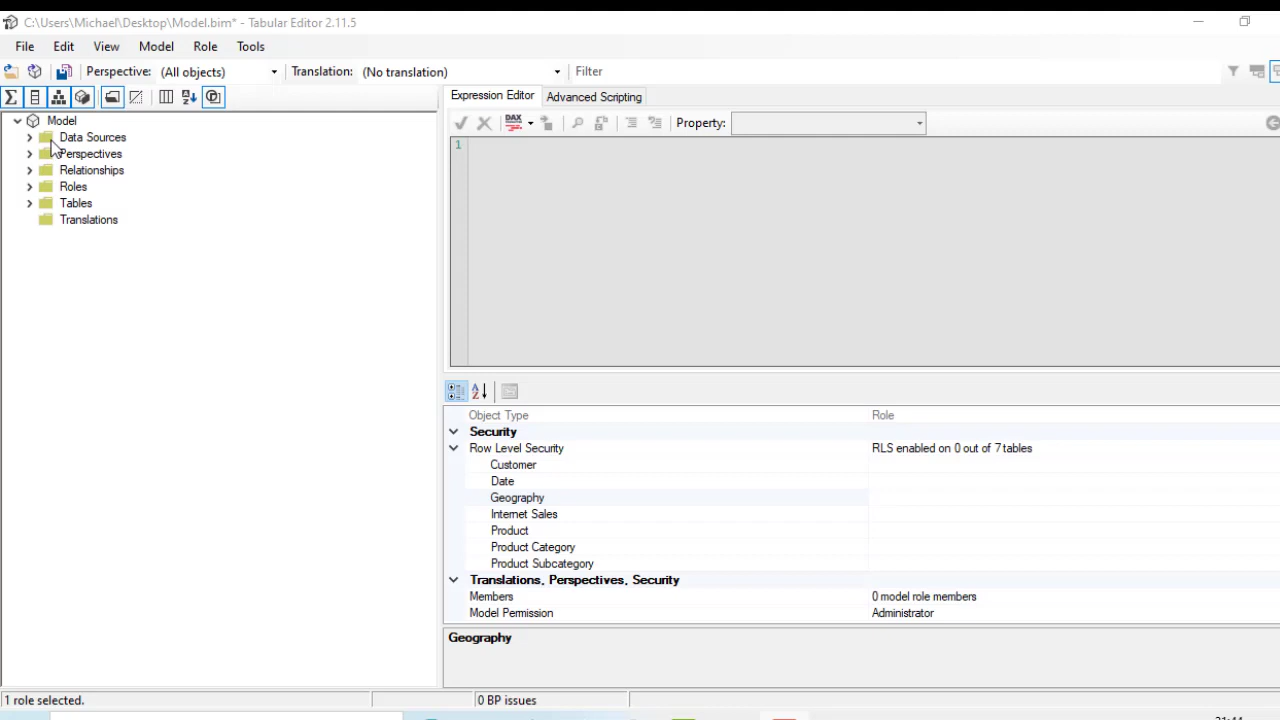 C:\Users\Michael\Desktop\Model.bim* - Tabular Editor 2.11.5
File Edit View Model Role Tools
Perspective: (All objects) Translation: (No translation) Filter
Expression Editor Advanced Scripting
DAX Property:
1
Model
Data Sources
Perspectives
Relationships
Roles
Tables
Translations
Object Type Role
Security
Row Level Security RLS enabled on 0 out of 7 tables
Customer
Date
Geography
Internet Sales
Product
Product Category
Product Subcategory
Translations, Perspectives, Security
Members 0 model role members
Model Permission Administrator
Geography
1 role selected. 0 BP issues